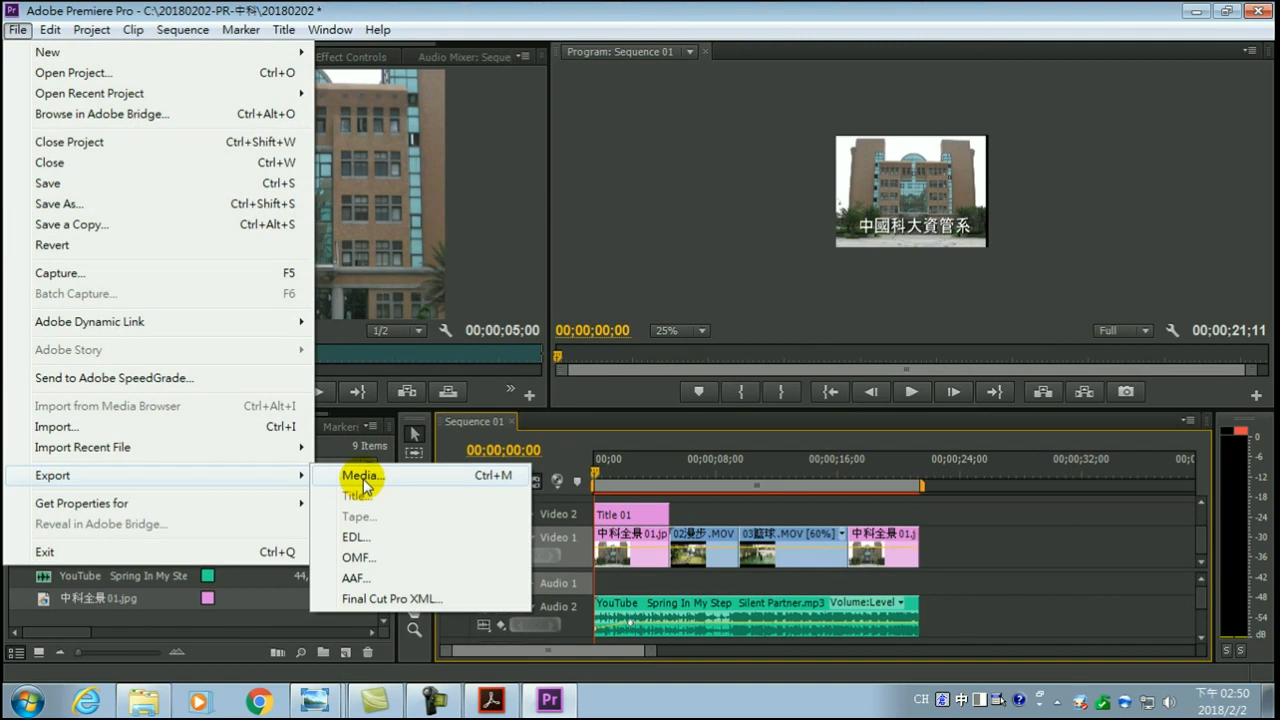 Adobe Premiere Pro - C:\20180202-PR-中科\20180202 *
File Edit Project Clip Sequence Marker Title Window Help
New
Open Project... Ctrl+O
Open Recent Project
Browse in Adobe Bridge... Ctrl+Alt+O
Close Project Ctrl+Shift+W
Close Ctrl+W
Save Ctrl+S
Save As... Ctrl+Shift+S
Save a Copy... Ctrl+Alt+S
Revert
Capture... F5
Batch Capture... F6
Adobe Dynamic Link
Adobe Story
Send to Adobe SpeedGrade...
Import from Media Browser Ctrl+Alt+I
Import... Ctrl+I
Import Recent File
Export
Get Properties for
Reveal in Adobe Bridge...
Exit Ctrl+Q
Media... Ctrl+M
Title...
Tape...
EDL...
OMF...
AAF...
Final Cut Pro XML...
Effect Controls Audio Mixer: Seque
1/2 00;00;05;00
Program: Sequence 01
中國科大資管系
00;00;00;00 25% Full 00;00;21;11
Marker
9 Items
YouTube Spring In My Ste 44,
中科全景01.jpg
Sequence 01
00;00;00;00
00;00 00;00;08;00 00;00;16;00 00;00;24;00 00;00;32;00 00;0
Video 2 Title 01
Video 1 中科全景01.jp 02漫步.MOV 03籃球.MOV [60%] 中科全景01.j
Audio 1
Audio 2 YouTube Spring In My Step Silent Partner.mp3 Volume:Level
0
-6
-12
-18
-24
-30
-36
-42
-48
-54
dB
S S
CH 中
下午 02:50
2018/2/2